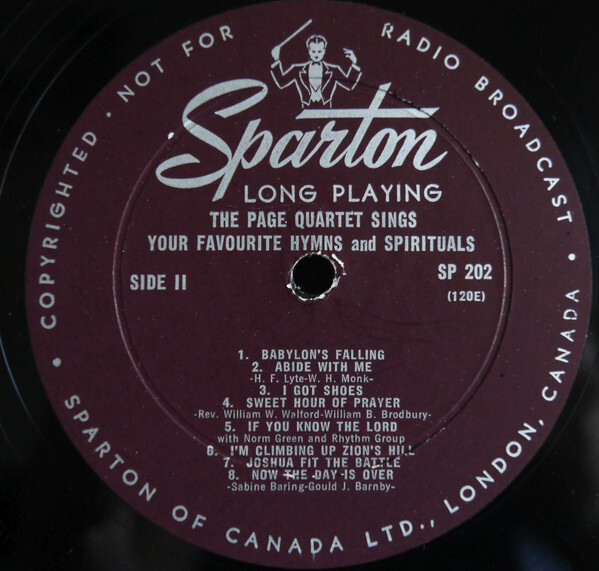 COPYRIGHTED • NOT FOR RADIO BROADCAST •
Sparton
LONG PLAYING
THE PAGE QUARTET SINGS
YOUR FAVOURITE HYMNS and SPIRITUALS
SIDE II
SP 202
(120E)
1. BABYLON'S FALLING
2. ABIDE WITH ME
-H. F. Lyte-W. H. Monk-
3. I GOT SHOES
4. SWEET HOUR OF PRAYER
-Rev. William W. Walford-William B. Brodbury-
5. IF YOU KNOW THE LORD
with Norm Green and Rhythm Group
6. I'M CLIMBING UP ZION'S HILL
7. JOSHUA FIT THE BATTLE
8. NOW THE DAY IS OVER
-Sabine Baring-Gould J. Barnby-
• SPARTON OF CANADA LTD., LONDON, CANADA •